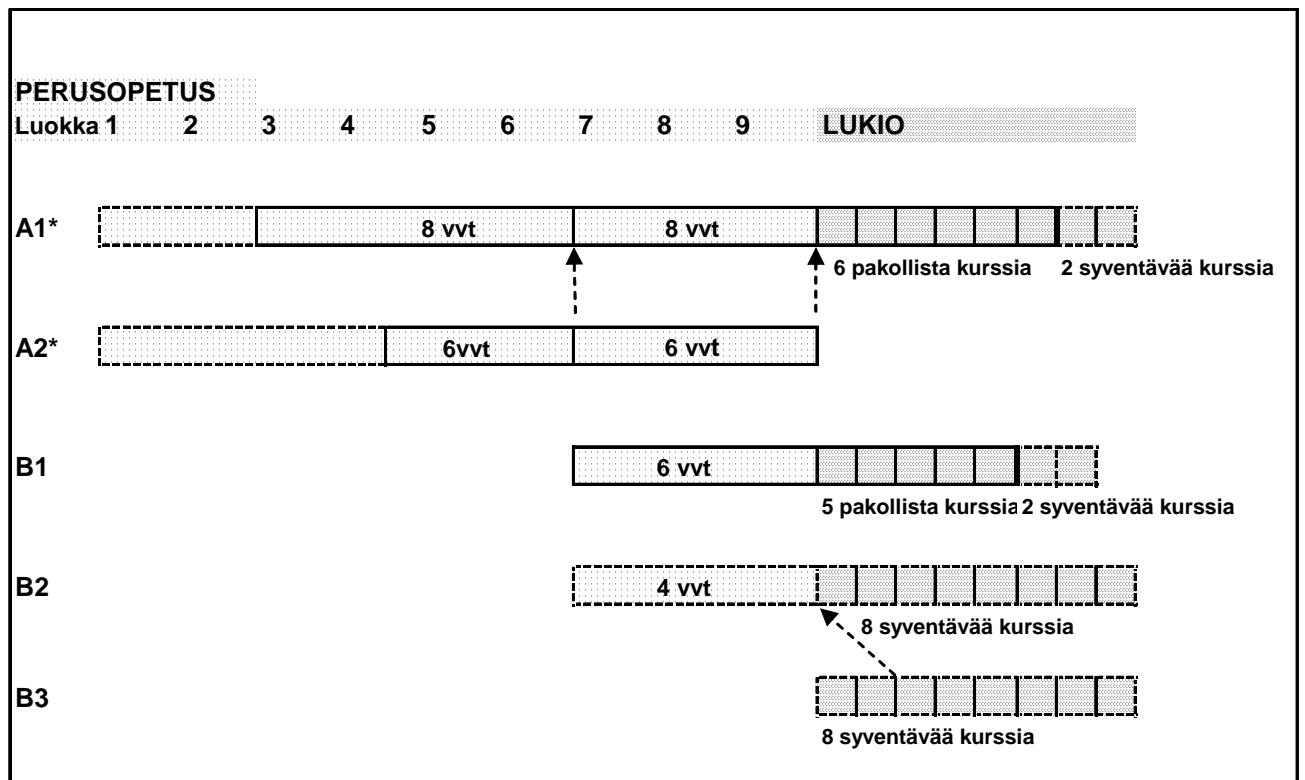 PERUSOPETUS
Luokka 1 2 3 4 5 6 7 8 9 LUKIO
A1* 8 vvt 8 vvt
6 pakollista kurssia 2 syventävää kurssia
A2* 6vvt 6 vvt
B1 6 vvt
5 pakollista kurssia 2 syventävää kurssia
B2 4 vvt
8 syventävää kurssia
B3
8 syventävää kurssia